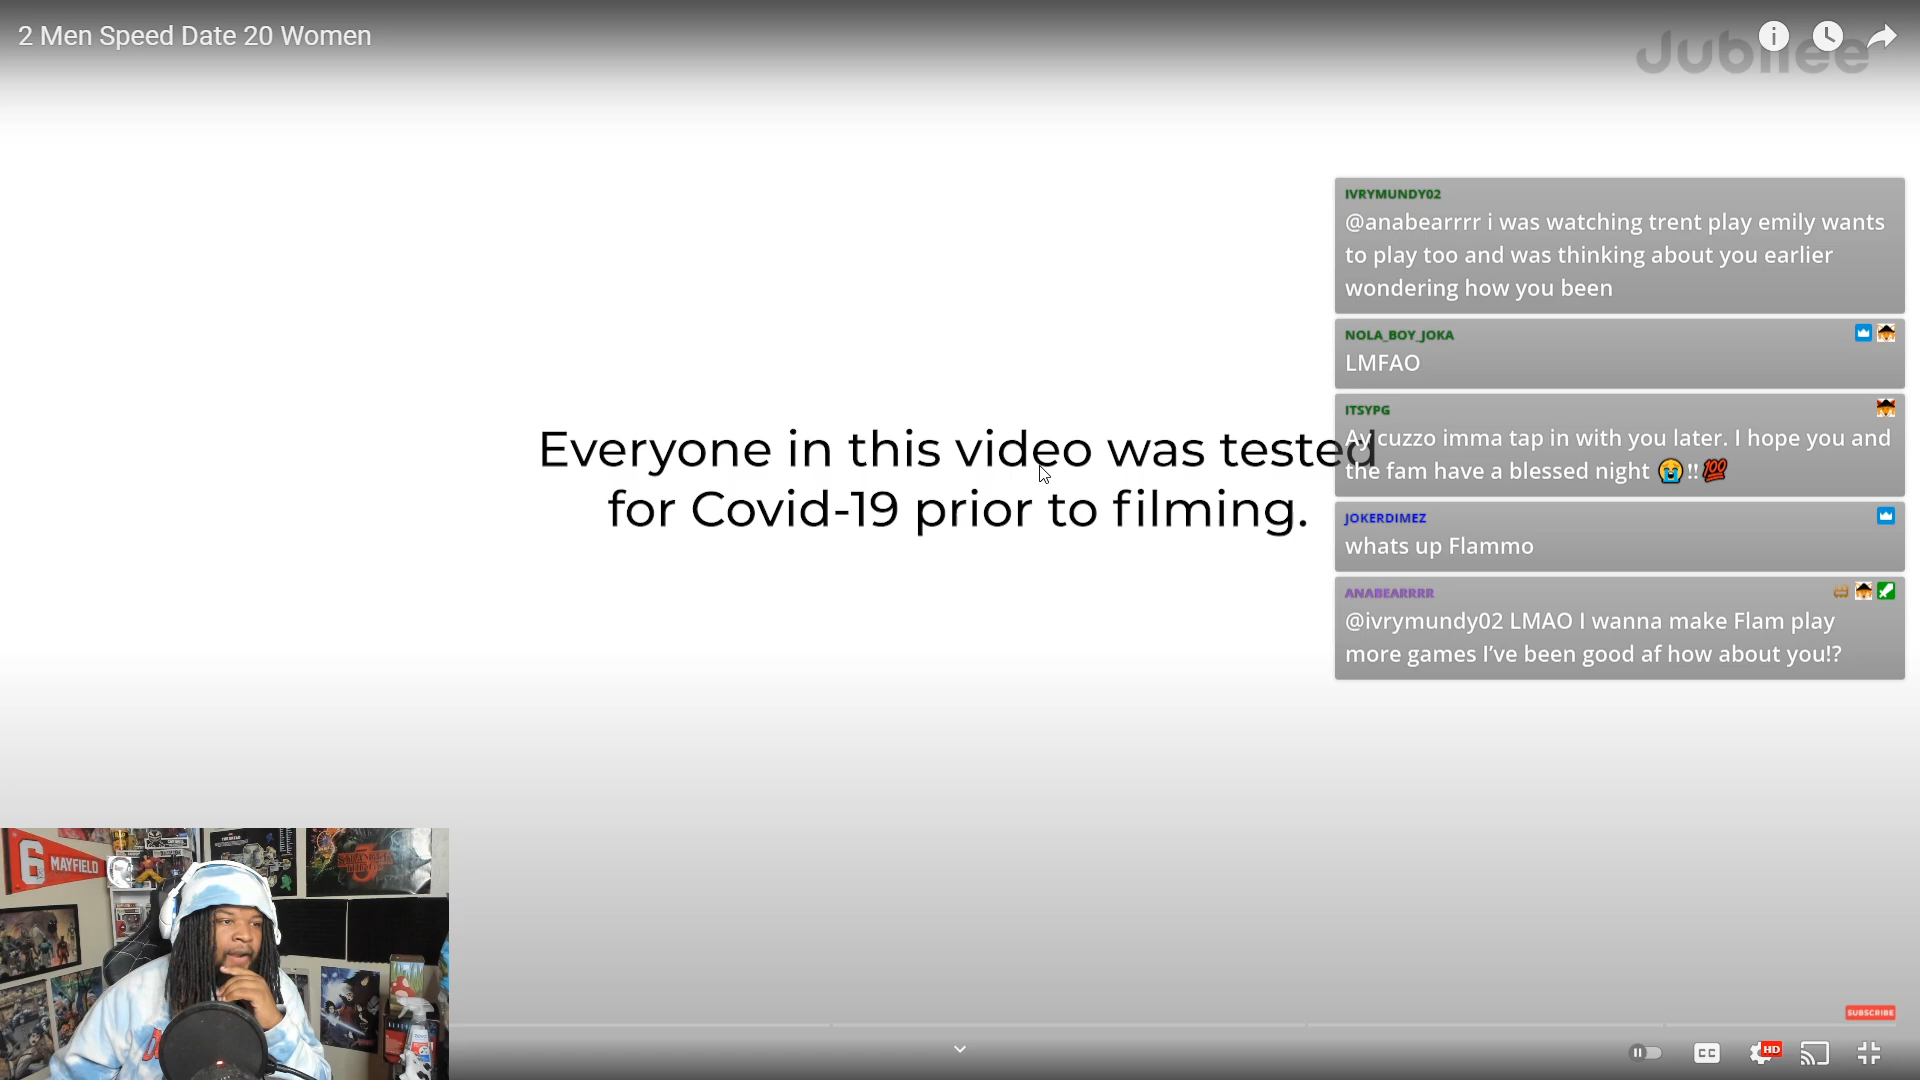 2 Men Speed Date 20 Women
Jubilee
IVRYMUNDY02
@anabearrrr i was watching trent play emily wants
to play too and was thinking about you earlier
wondering how you been
NOLA_BOY_JOKA
LMFAO
ITSYPG
Ay cuzzo imma tap in with you later. I hope you and
the fam have a blessed night 😭‼💯
JOKERDIMEZ
whats up Flammo
ANABEARRRR
@ivrymundy02 LMAO I wanna make Flam play
more games I’ve been good af how about you!?
Everyone in this video was tested
for Covid-19 prior to filming.
6 MAYFIELD
SUBSCRIBE
CC
HD